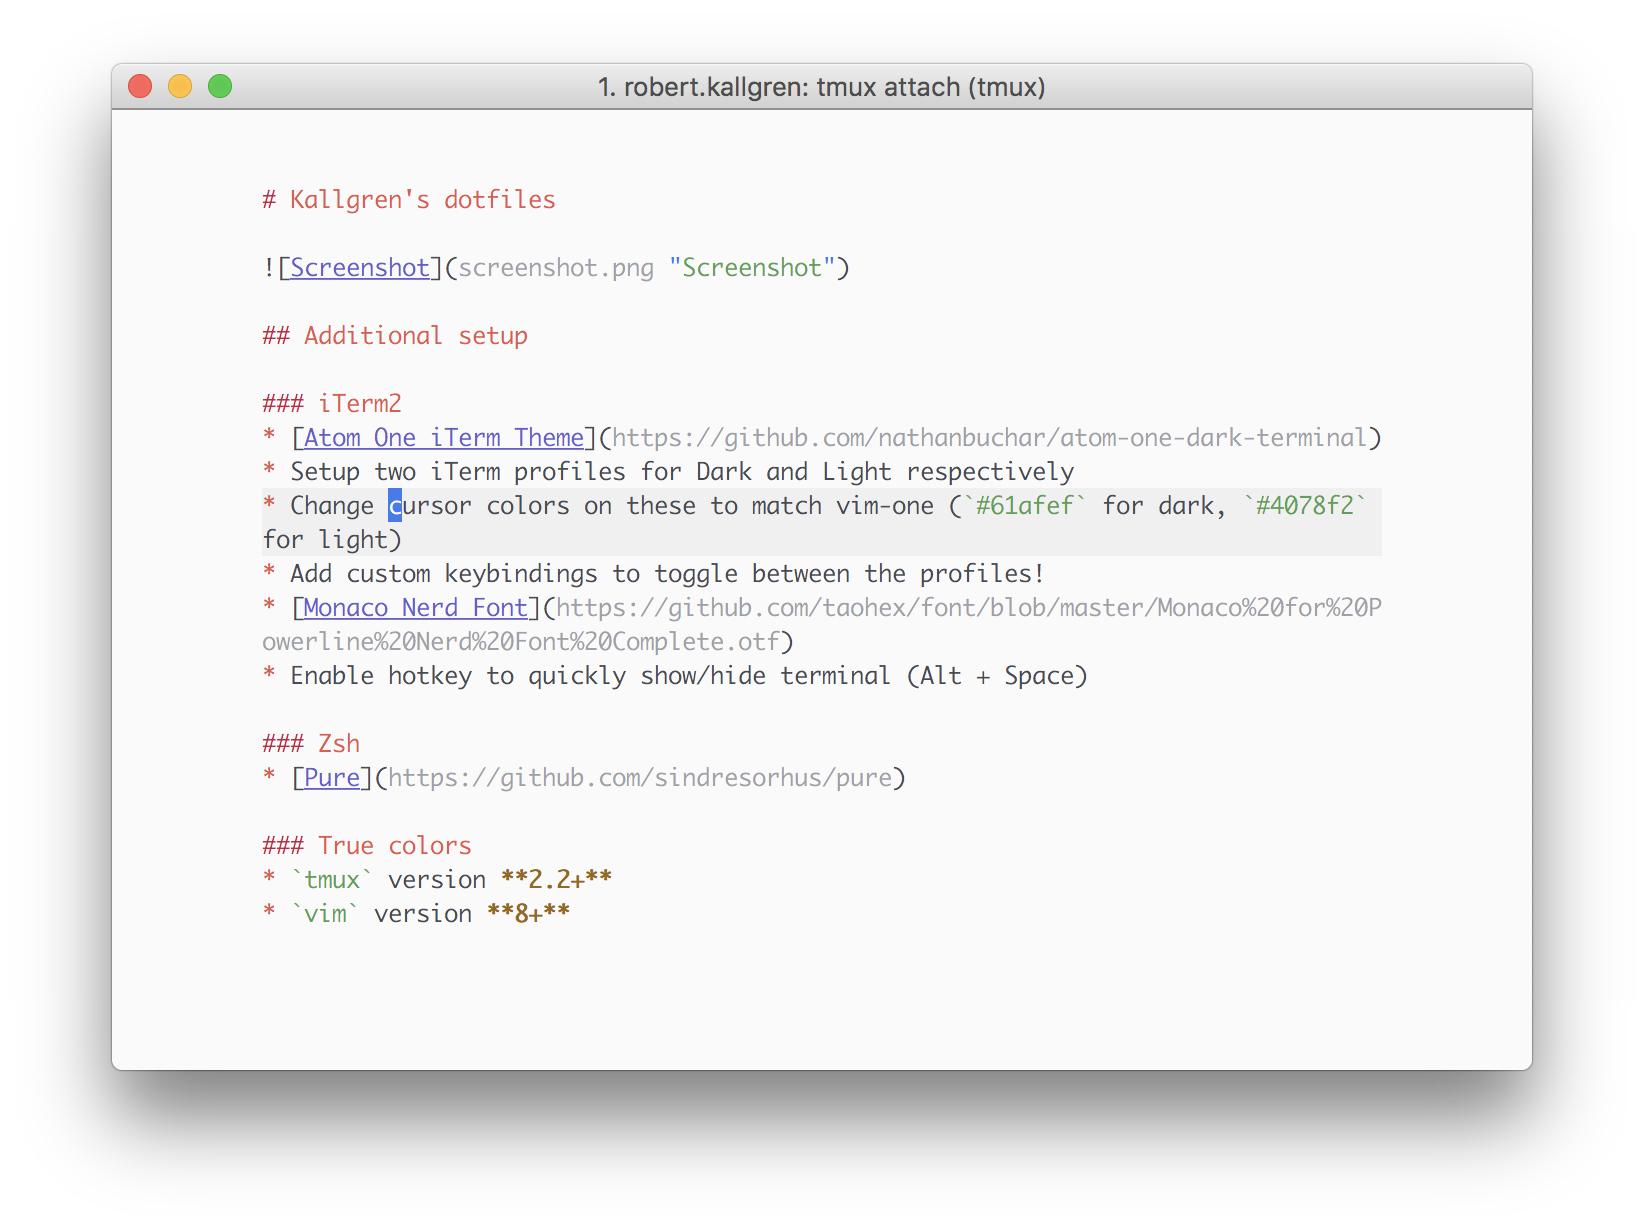 1. robert.kallgren: tmux attach (tmux)
# Kallgren's dotfiles
![Screenshot](screenshot.png "Screenshot")
## Additional setup
### iTerm2
* [Atom One iTerm Theme](https://github.com/nathanbuchar/atom-one-dark-terminal)
* Setup two iTerm profiles for Dark and Light respectively
* Change cursor colors on these to match vim-one (`#61afef` for dark, `#4078f2`
for light)
* Add custom keybindings to toggle between the profiles!
* [Monaco Nerd Font](https://github.com/taohex/font/blob/master/Monaco%20for%20P
owerline%20Nerd%20Font%20Complete.otf)
* Enable hotkey to quickly show/hide terminal (Alt + Space)
### Zsh
* [Pure](https://github.com/sindresorhus/pure)
### True colors
* `tmux` version **2.2+**
* `vim` version **8+**